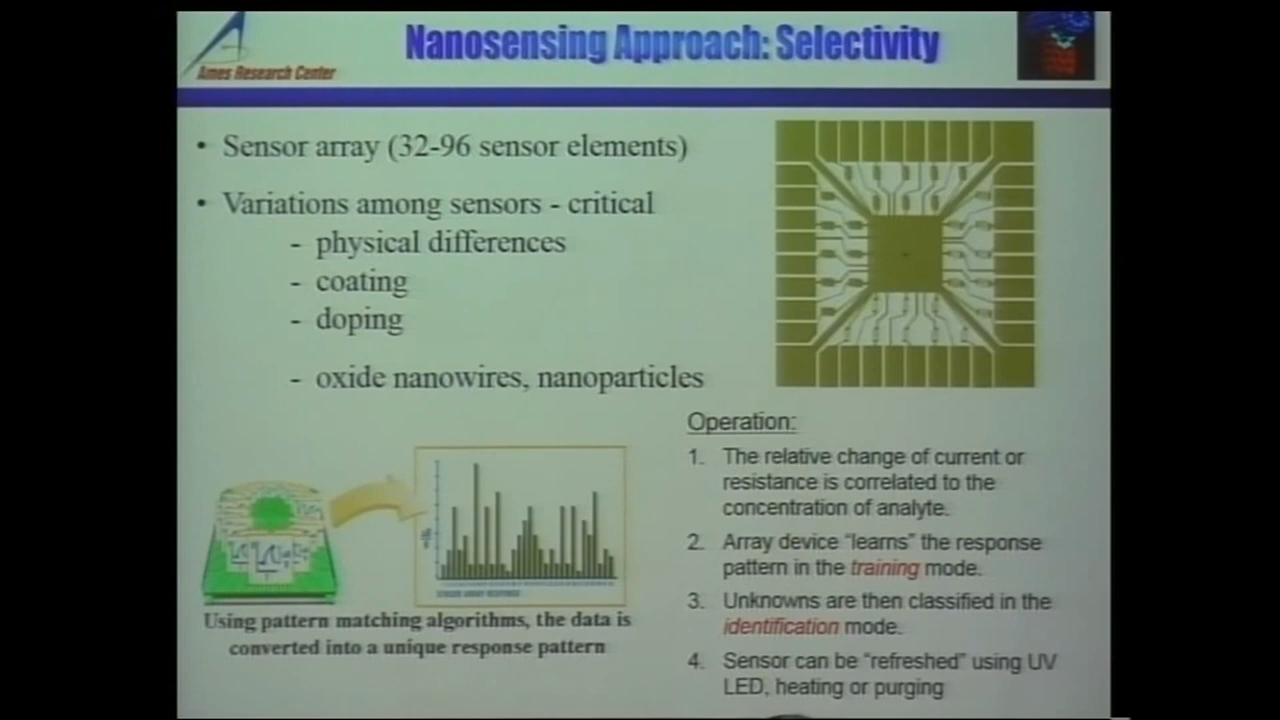 Nanosensing Approach: Selectivity
Ames Research Center
• Sensor array (32-96 sensor elements)
• Variations among sensors - critical
- physical differences
- coating
- doping
- oxide nanowires, nanoparticles
Using pattern matching algorithms, the data is
converted into a unique response pattern
Operation:
1. The relative change of current or
resistance is correlated to the
concentration of analyte.
2. Array device “learns” the response
pattern in the training mode.
3. Unknowns are then classified in the
identification mode.
4. Sensor can be “refreshed” using UV
LED, heating or purging